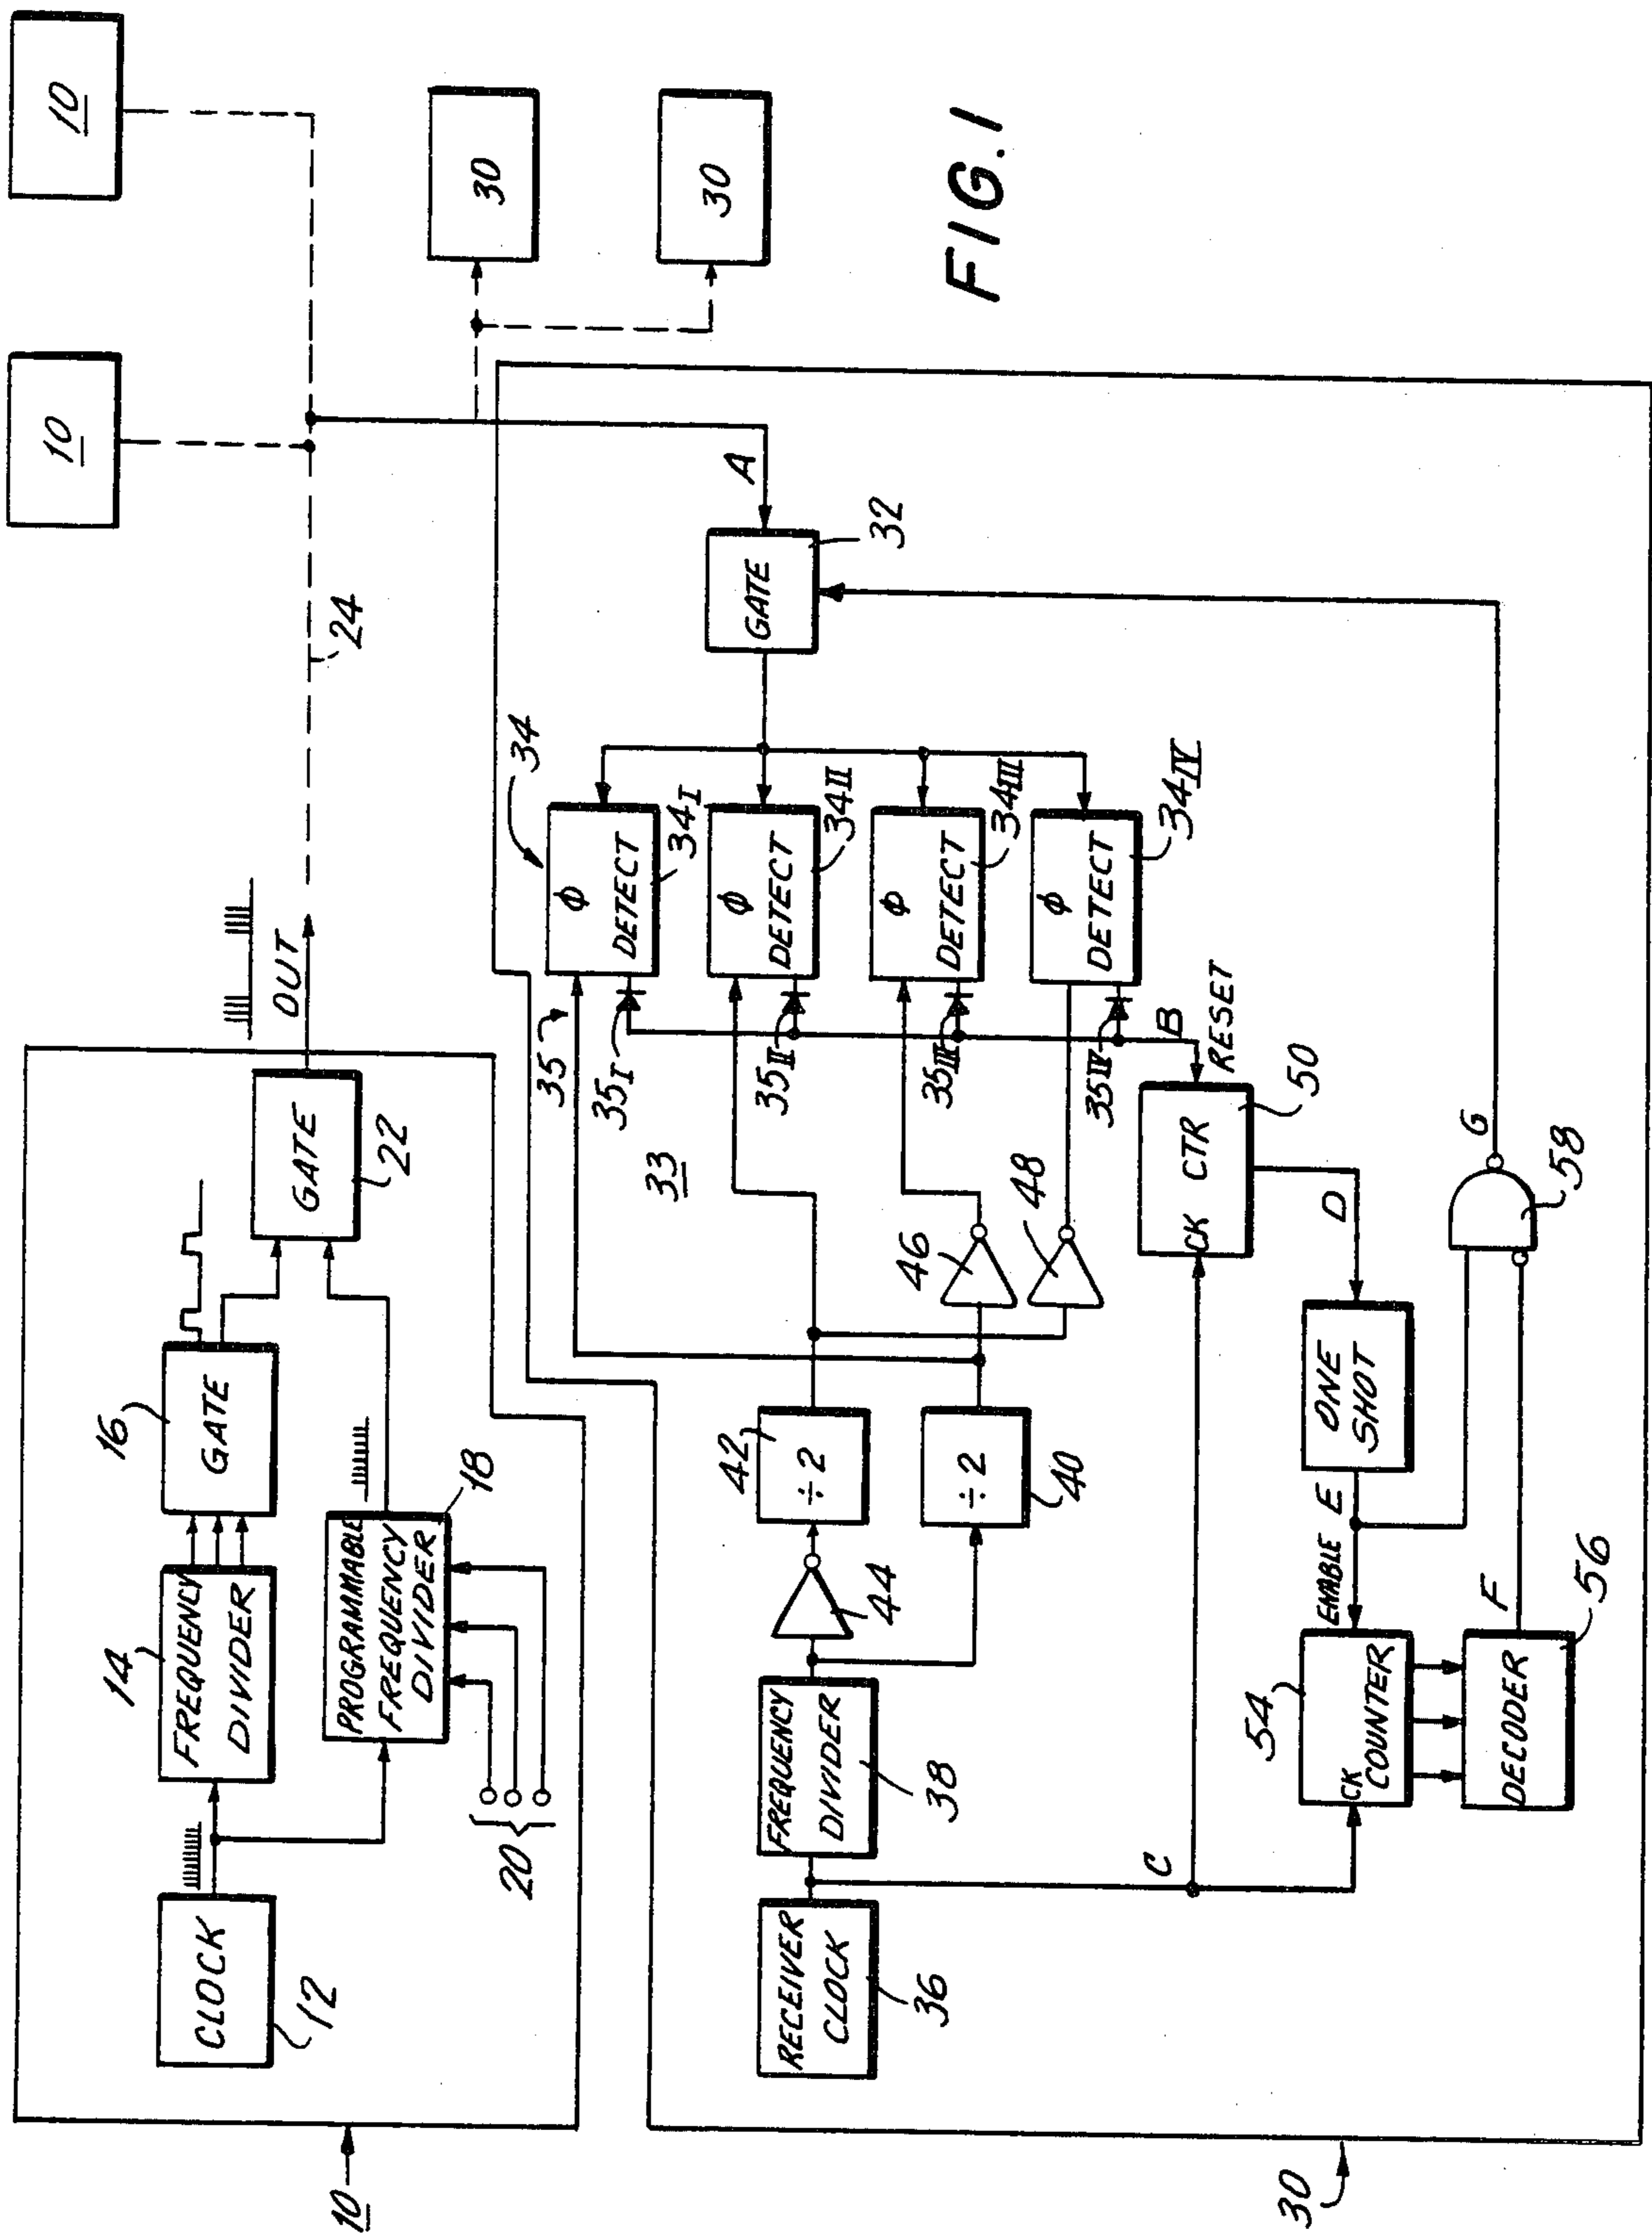 10
10
30
30
FIG. 1
24
OUT
CLOCK
12
14
FREQUENCY
DIVIDER
16
GATE
PROGRAMMABLE
FREQUENCY
DIVIDER
18
20
GATE
22
10
A
GATE
32
34
Φ
DETECT
34I
Φ
DETECT
34II
Φ
DETECT
34III
Φ
DETECT
34IV
35
35I
35II
35III
35IV
33
B
RESET
RECEIVER
CLOCK
36
FREQUENCY
DIVIDER
38
44
42
÷ 2
÷ 2
40
46
48
C
CK CTR
50
D
ONE
SHOT
E
ENABLE
54
CK
COUNTER
DECODER
56
F
G
58
30